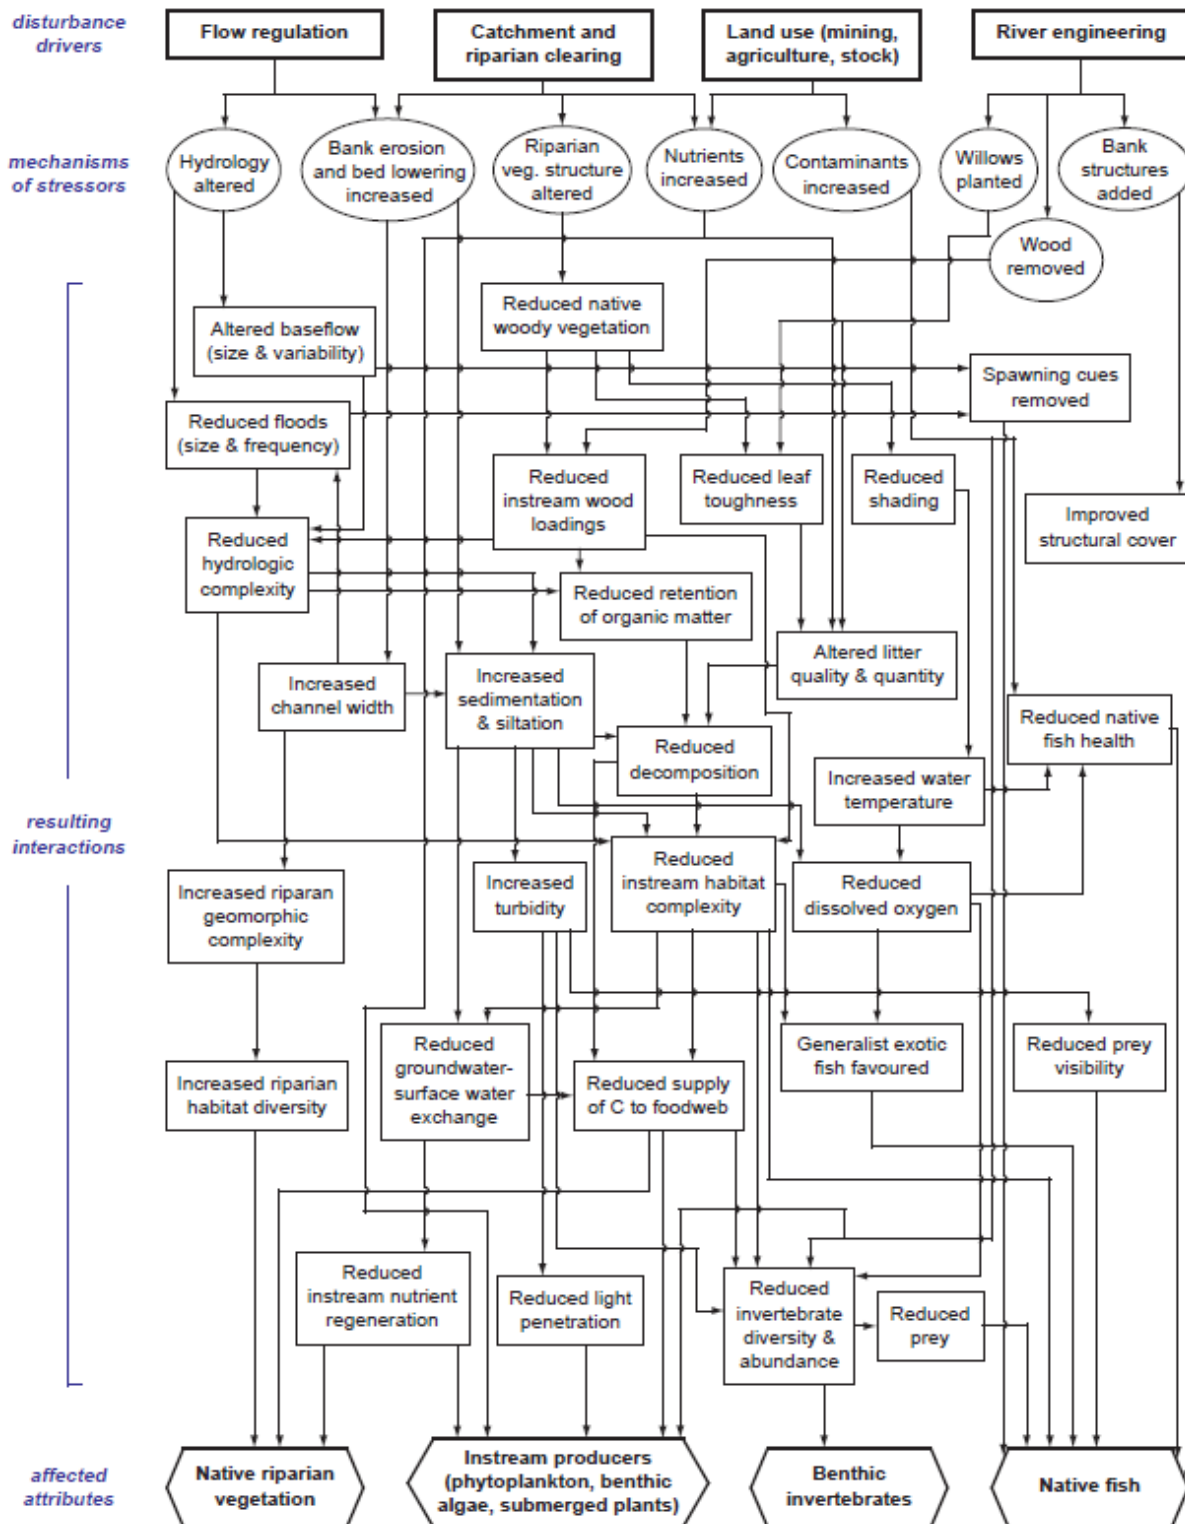 disturbance
drivers
Flow regulation
Catchment and
riparian clearing
Land use (mining,
agriculture, stock)
River engineering
mechanisms
of stressors
Hydrology
altered
Bank erosion
and bed lowering
increased
Riparian
veg. structure
altered
Nutrients
increased
Contaminants
increased
Willows
planted
Bank
structures
added
Wood
removed
Reduced native
woody vegetation
Altered baseflow
(size & variability)
Spawning cues
removed
Reduced floods
(size & frequency)
Reduced
instream wood
loadings
Reduced leaf
toughness
Reduced
shading
Improved
structural cover
Reduced
hydrologic
complexity
Reduced retention
of organic matter
Altered litter
quality & quantity
Increased
channel width
Increased
sedimentation
& siltation
Reduced native
fish health
Reduced
decomposition
Increased water
temperature
resulting
interactions
Increased riparan
geomorphic
complexity
Increased
turbidity
Reduced
instream habitat
complexity
Reduced
dissolved oxygen
Reduced
groundwater-
surface water
exchange
Generalist exotic
fish favoured
Reduced prey
visibility
Increased riparian
habitat diversity
Reduced supply
of C to foodweb
Reduced
instream nutrient
regeneration
Reduced light
penetration
Reduced
invertebrate
diversity &
abundance
Reduced
prey
affected
attributes
Native riparian
vegetation
Instream producers
(phytoplankton, benthic
algae, submerged plants)
Benthic
invertebrates
Native fish